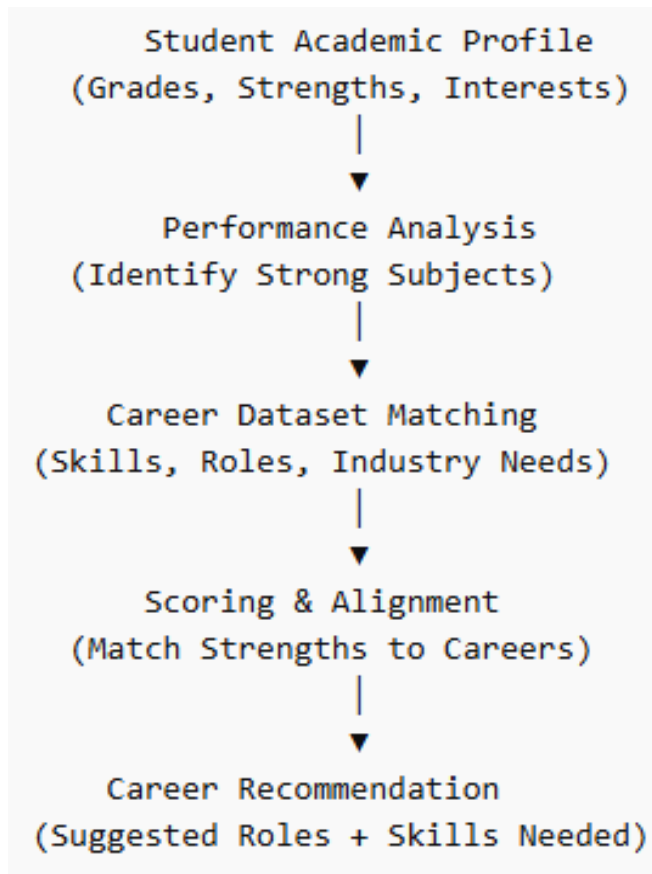 Student Academic Profile
(Grades, Strengths, Interests)
Performance Analysis
(Identify Strong Subjects)
Career Dataset Matching
(Skills, Roles, Industry Needs)
Scoring & Alignment
(Match Strengths to Careers)
Career Recommendation
(Suggested Roles + Skills Needed)